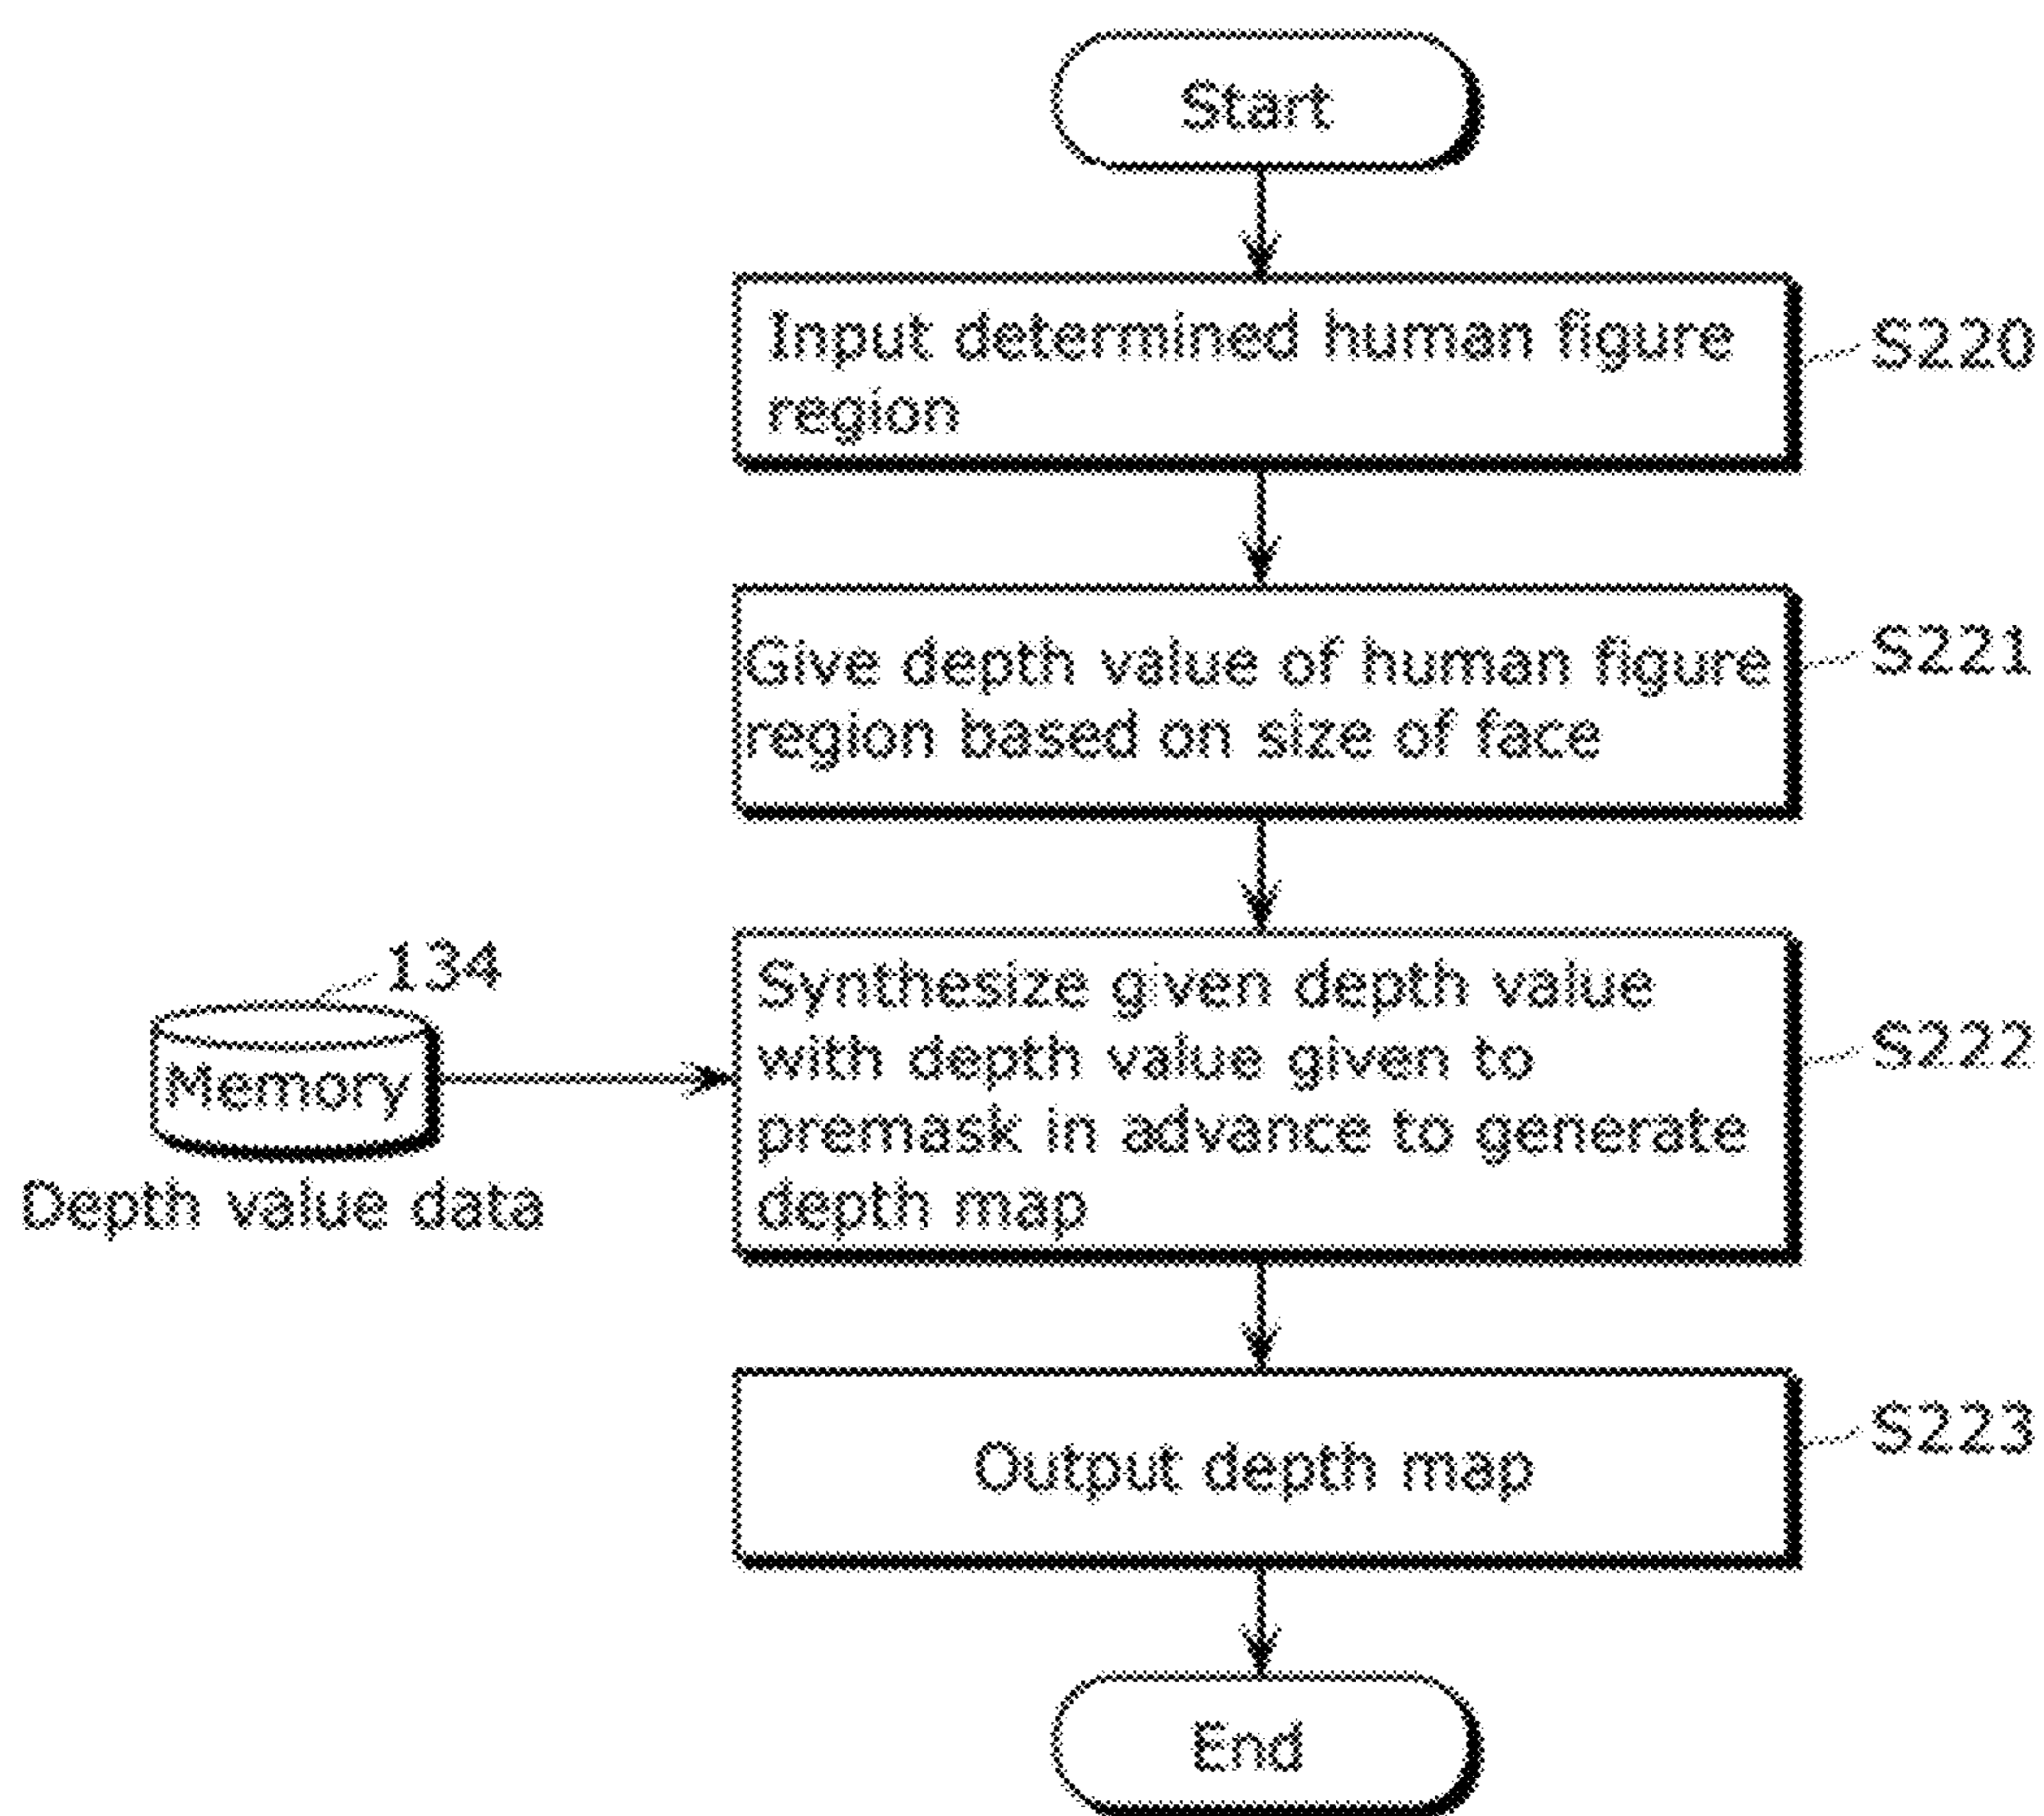 Start
Input determined human figure
region
S220
Give depth value of human figure
region based on size of face
S221
134
Memory
Depth value data
Synthesize given depth value
with depth value given to
premask in advance to generate
depth map
S222
Output depth map
S223
End